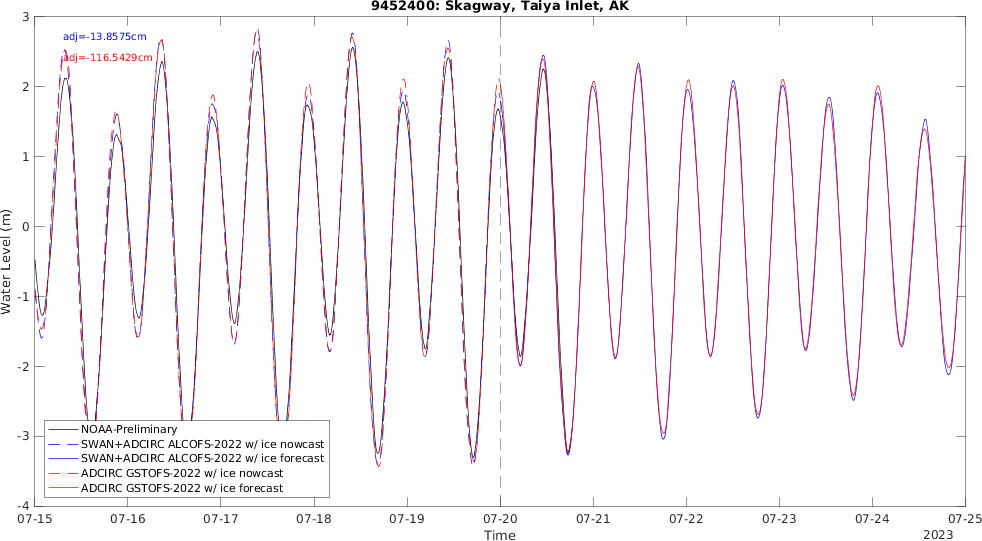 9452400: Skagway, Taiya Inlet, AK
3
adj=-13.8575cm
adj=-116.5429cm
2
1
0
Water Level (m)
-1
-2
-3
-4
NOAA-Preliminary
SWAN+ADCIRC ALCOFS-2022 w/ ice nowcast
SWAN+ADCIRC ALCOFS-2022 w/ ice forecast
ADCIRC GSTOFS-2022 w/ ice nowcast
ADCIRC GSTOFS-2022 w/ ice forecast
07-15 07-16 07-17 07-18 07-19 07-20 07-21 07-22 07-23 07-24 07-25
Time 2023